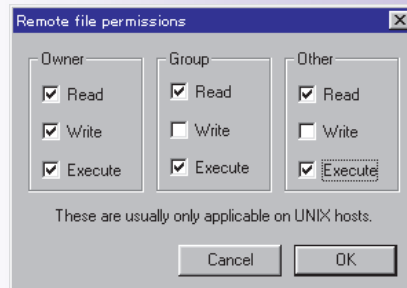 Remote file permissions
Owner
Read
Write
Execute
Group
Read
Write
Execute
Other
Read
Write
Execute
These are usually only applicable on UNIX hosts.
Cancel
OK